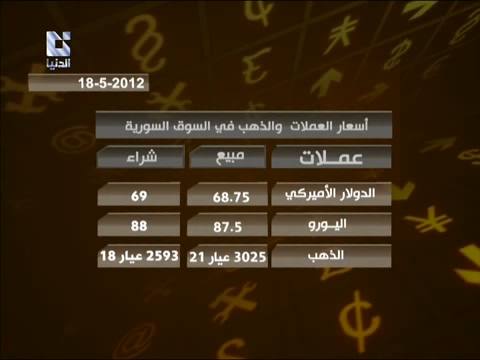 الدنيا
18-5-2012
أسعار العملات والذهب في السوق السورية
عملات مبيع شراء
الدولار الأميركي 68.75 69
اليورو 87.5 88
الذهب 3025 عيار 21 2593 عيار 18